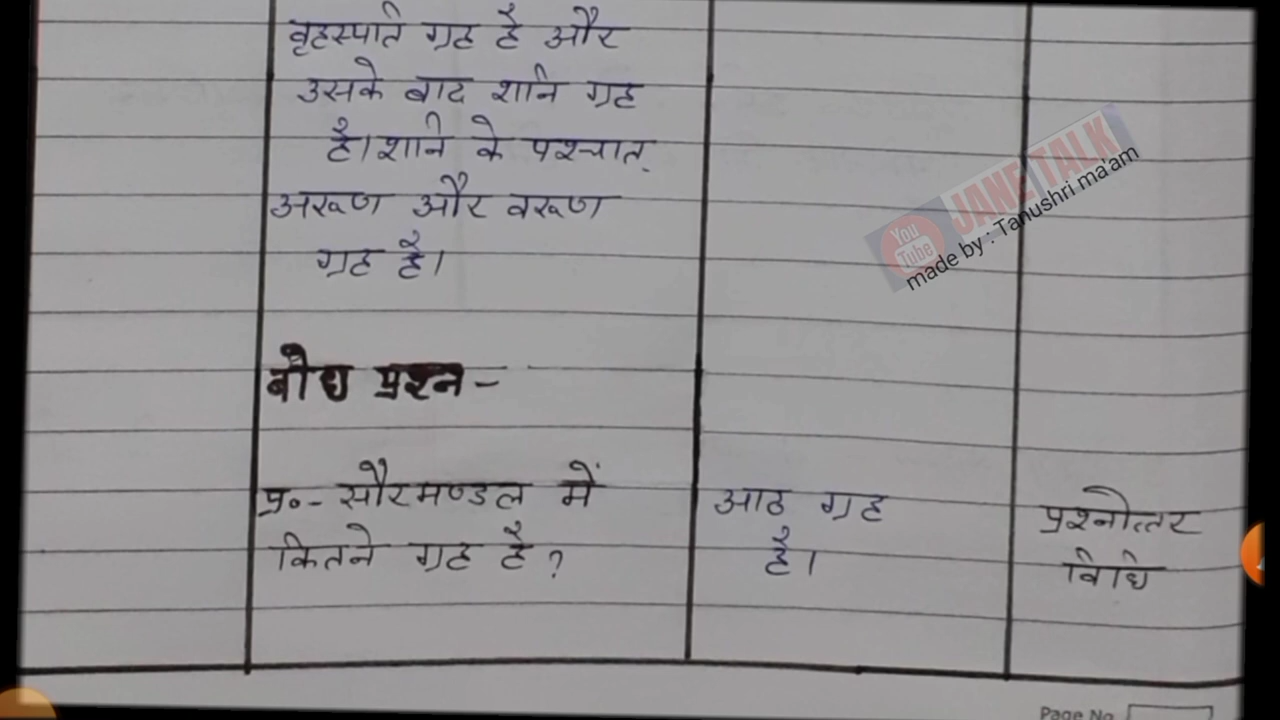 वृहस्पति ग्रह है और
उसके बाद शनि ग्रह
है। शनि के पश्चात्
अरूण और वरूण
ग्रह है।
बोध प्रश्न-
प्र०- सौरमण्डल में
कितने ग्रह है ?
आठ ग्रह
है।
प्रश्नोत्तर
विधि
You Tube JANE TALK
made by : Tanushri ma'am
Page No.